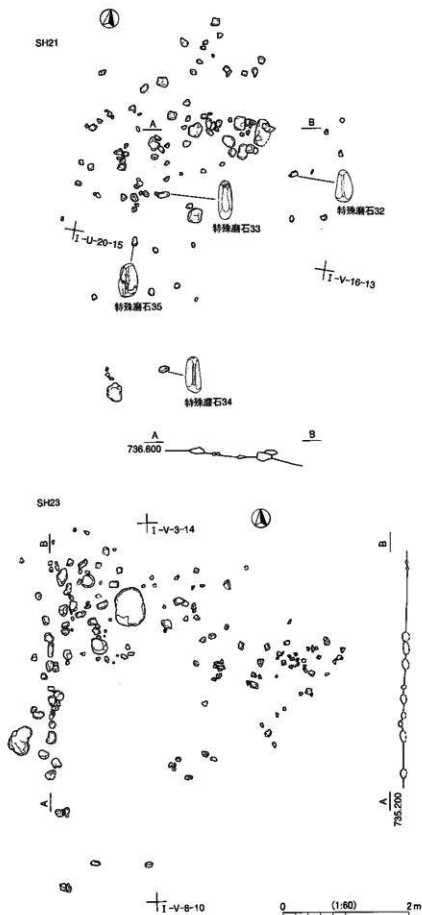 SH21
A
B
特殊磨石32
特殊磨石33
I-U-20-15
I-V-16-13
特殊磨石35
特殊磨石34
A
B
736.600
SH23
I-V-3-14
B
B
A
A
735.200
I-V-8-10
0 (1:60) 2m